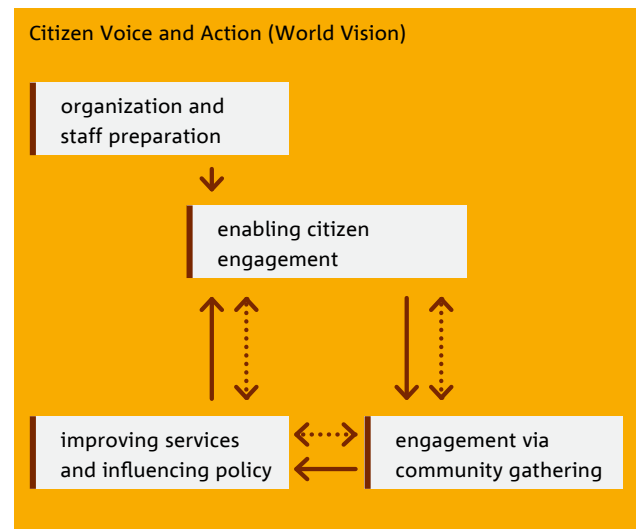 Citizen Voice and Action (World Vision)
organization and
staff preparation
enabling citizen
engagement
improving services
and influencing policy
engagement via
community gathering